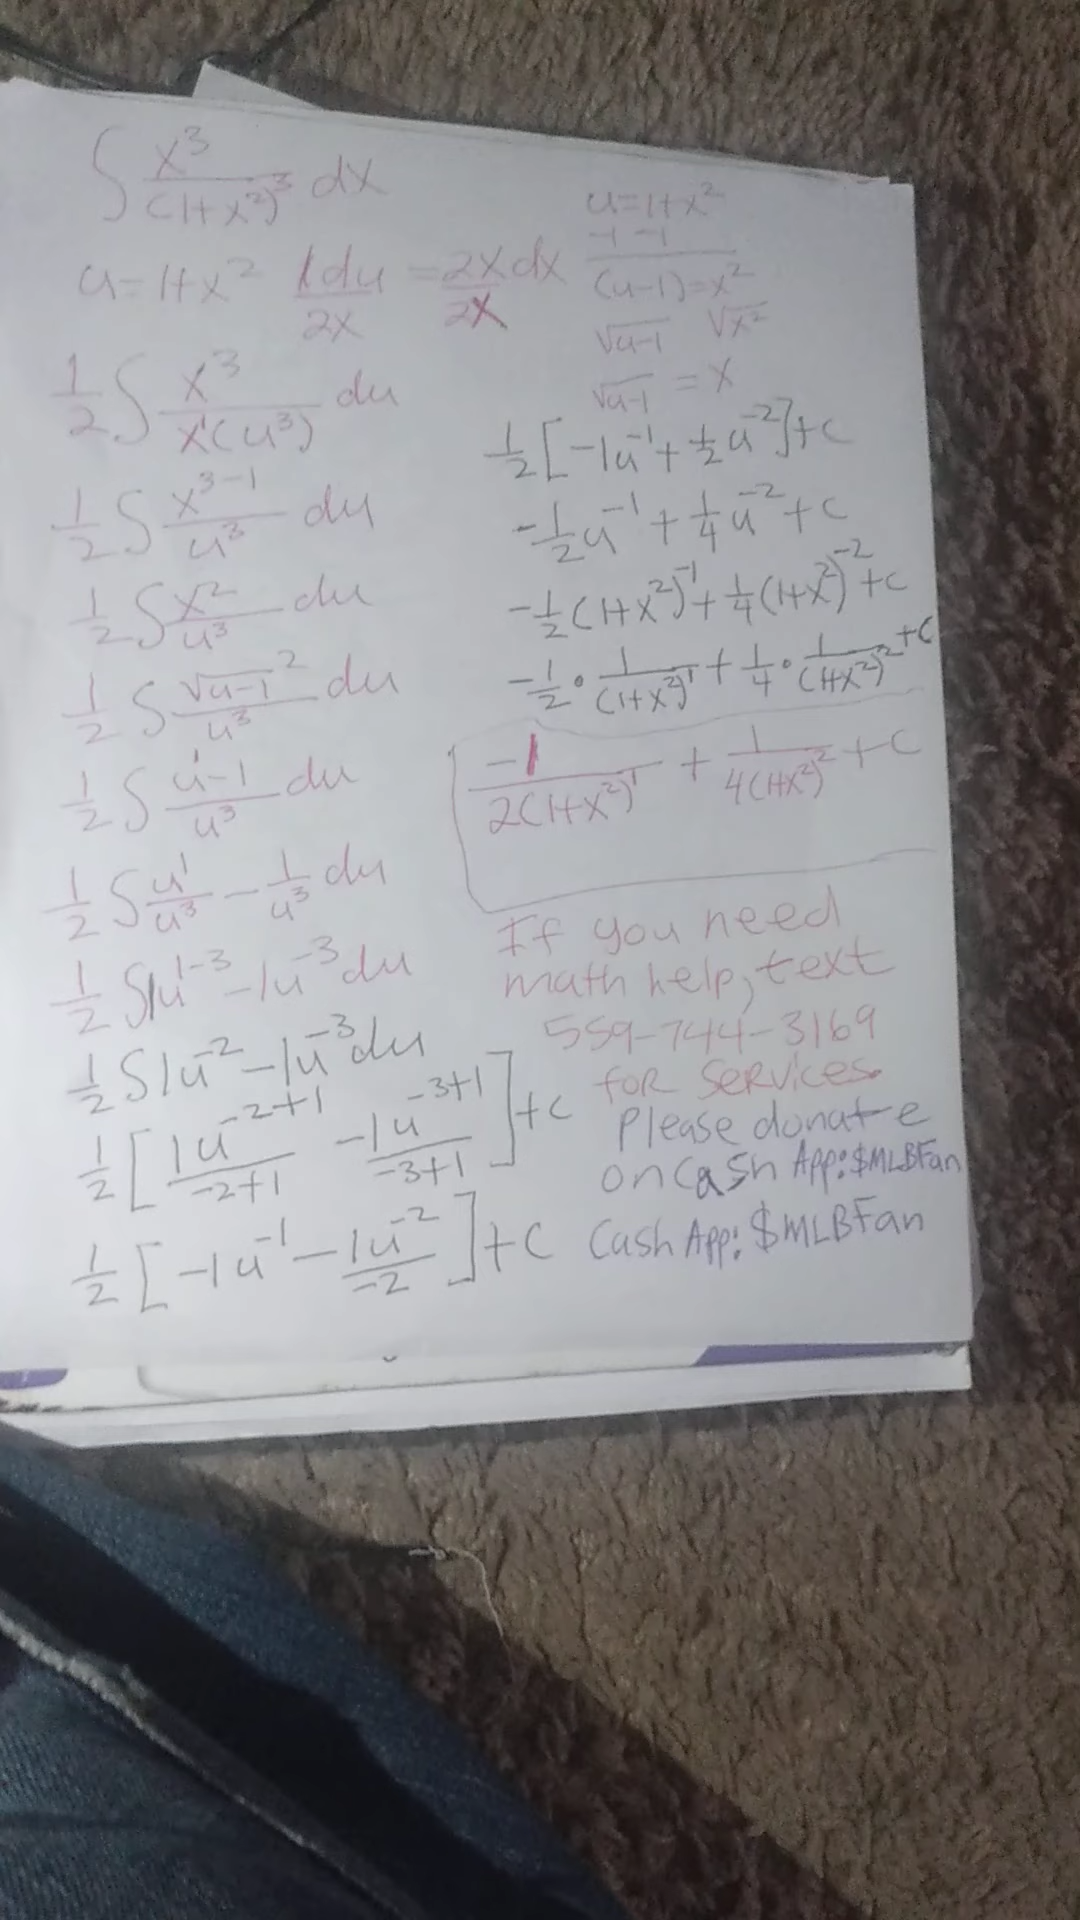 ∫ x³/(1+x²)³ dx
u=1+x² 1du/2x = 2xdx/2x
1/2 ∫ x³/x¹(u³) du
1/2 ∫ x³⁻¹/u³ du
1/2 ∫ x²/u³ du
1/2 ∫ √u-1²/u³ du
1/2 ∫ u¹-1/u³ du
1/2 ∫ u¹/u³ - 1/u³ du
1/2 ∫ 1u¹⁻³ - 1u⁻³ du
1/2 ∫ 1u⁻² - 1u⁻³ du
1/2 [1u⁻²⁺¹/-2+1 - 1u⁻³⁺¹/-3+1] + C
1/2 [-1u⁻¹ - 1u⁻²/-2] + C
u=1+x²
-1 -1
(u-1)=x²
√u-1 √x²
√u-1 = x
1/2 [-1u⁻¹ + 1/2 u⁻²] + C
-1/2 u⁻¹ + 1/4 u⁻² + C
-1/2 (1+x²)⁻¹ + 1/4 (1+x²)⁻² + C
-1/2 • 1/(1+x²)¹ + 1/4 • 1/(1+x²)² + C
-1/2(1+x²)¹ + 1/4(1+x²)² + C
If you need
math help, text
559-744-3169
for services.
Please donate
on Cash App: $MLBFan
Cash App: $MLBFan